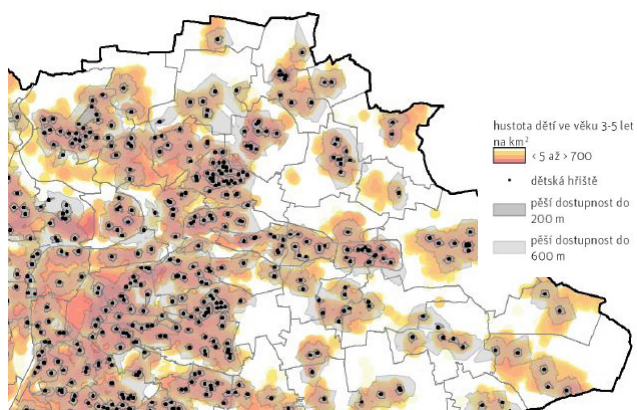 hustota dětí ve věku 3-5 let
na km²
< 5 až > 700
dětská hřiště
pěší dostupnost do
200 m
pěší dostupnost do
600 m